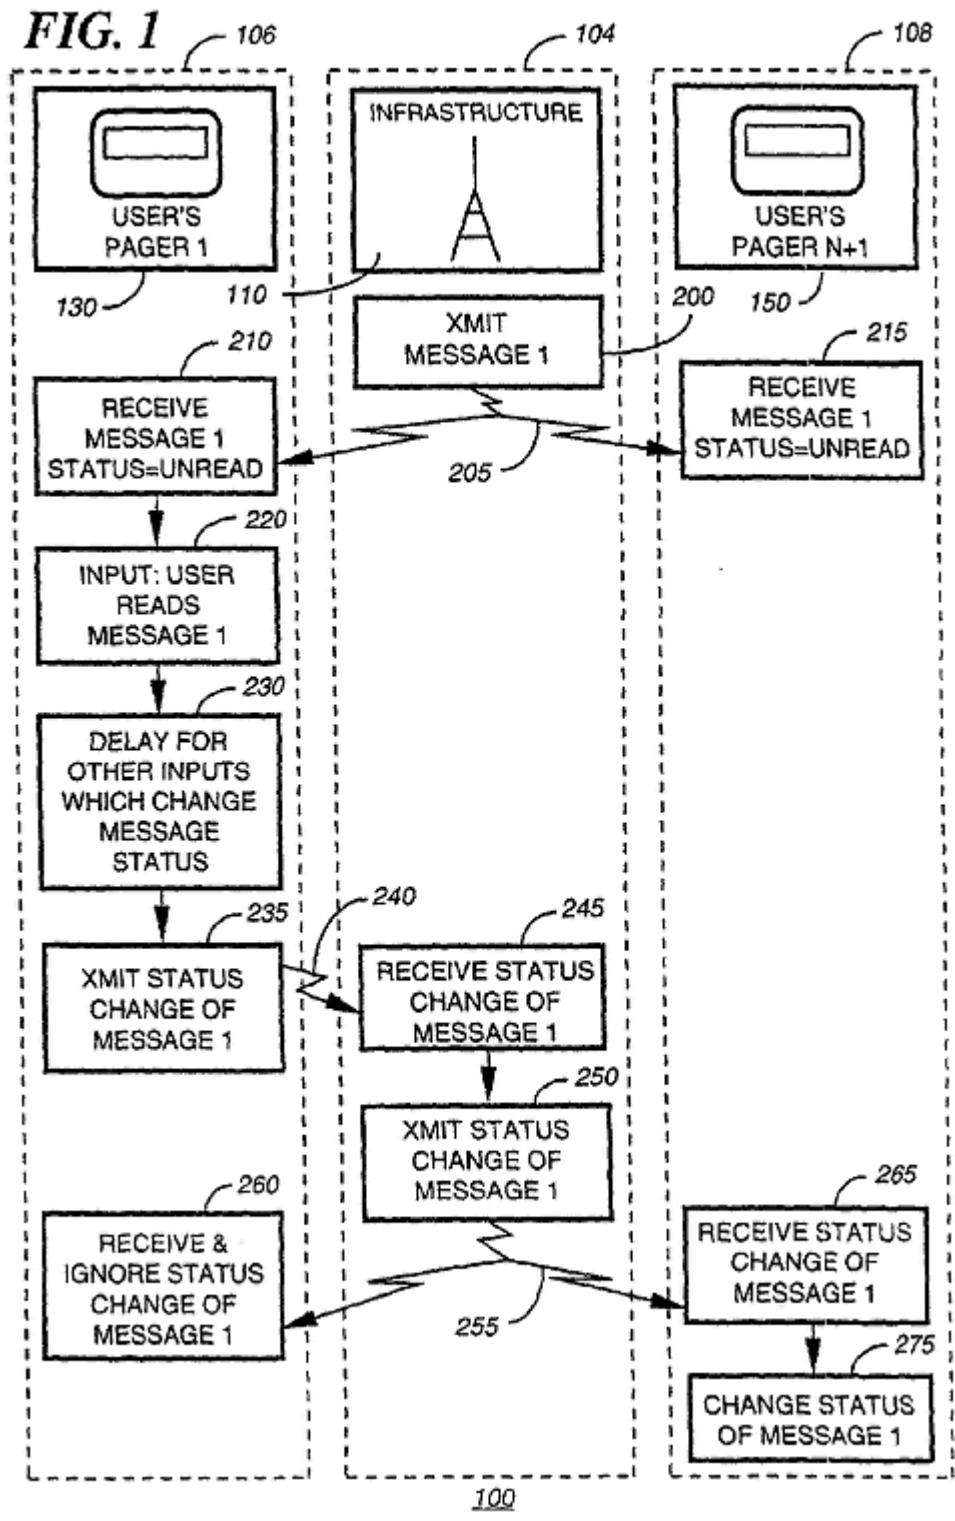 FIG. 1
106
104
108
USER'S
PAGER 1
130
INFRASTRUCTURE
110
USER'S
PAGER N+1
150
XMIT
MESSAGE 1
200
205
210
RECEIVE
MESSAGE 1
STATUS=UNREAD
215
RECEIVE
MESSAGE 1
STATUS=UNREAD
220
INPUT: USER
READS
MESSAGE 1
230
DELAY FOR
OTHER INPUTS
WHICH CHANGE
MESSAGE
STATUS
235
XMIT STATUS
CHANGE OF
MESSAGE 1
240
245
RECEIVE STATUS
CHANGE OF
MESSAGE 1
250
XMIT STATUS
CHANGE OF
MESSAGE 1
255
260
RECEIVE &
IGNORE STATUS
CHANGE OF
MESSAGE 1
265
RECEIVE STATUS
CHANGE OF
MESSAGE 1
275
CHANGE STATUS
OF MESSAGE 1
100